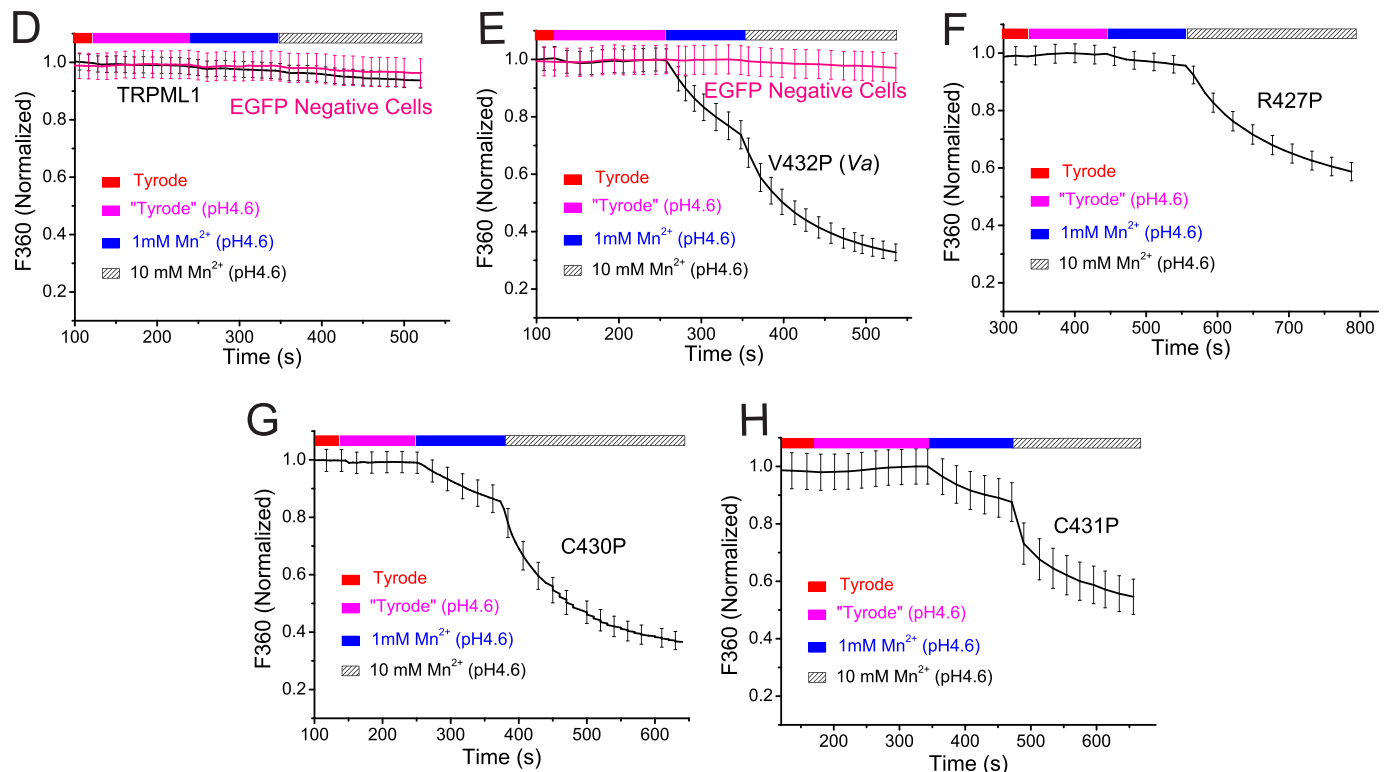 D
F360 (Normalized)
1.0
0.8
0.6
0.4
0.2
TRPML1
EGFP Negative Cells
Tyrode
"Tyrode" (pH4.6)
1mM Mn²⁺ (pH4.6)
10 mM Mn²⁺ (pH4.6)
100 200 300 400 500
Time (s)
E
F360 (Normalized)
1.0
0.8
0.6
0.4
0.2
EGFP Negative Cells
V432P (Va)
Tyrode
"Tyrode" (pH4.6)
1mM Mn²⁺ (pH4.6)
10 mM Mn²⁺ (pH4.6)
100 200 300 400 500
Time (s)
F
F360 (Normalized)
1.0
0.8
0.6
0.4
0.2
R427P
Tyrode
"Tyrode" (pH4.6)
1mM Mn²⁺ (pH4.6)
10 mM Mn²⁺ (pH4.6)
300 400 500 600 700 800
Time (s)
G
F360 (Normalized)
1.0
0.8
0.6
0.4
0.2
C430P
Tyrode
"Tyrode" (pH4.6)
1mM Mn²⁺ (pH4.6)
10 mM Mn²⁺ (pH4.6)
100 200 300 400 500 600
Time (s)
H
F360 (Normalized)
1.0
0.8
0.6
0.4
0.2
C431P
Tyrode
"Tyrode" (pH4.6)
1mM Mn²⁺ (pH4.6)
10 mM Mn²⁺ (pH4.6)
200 300 400 500 600
Time (s)